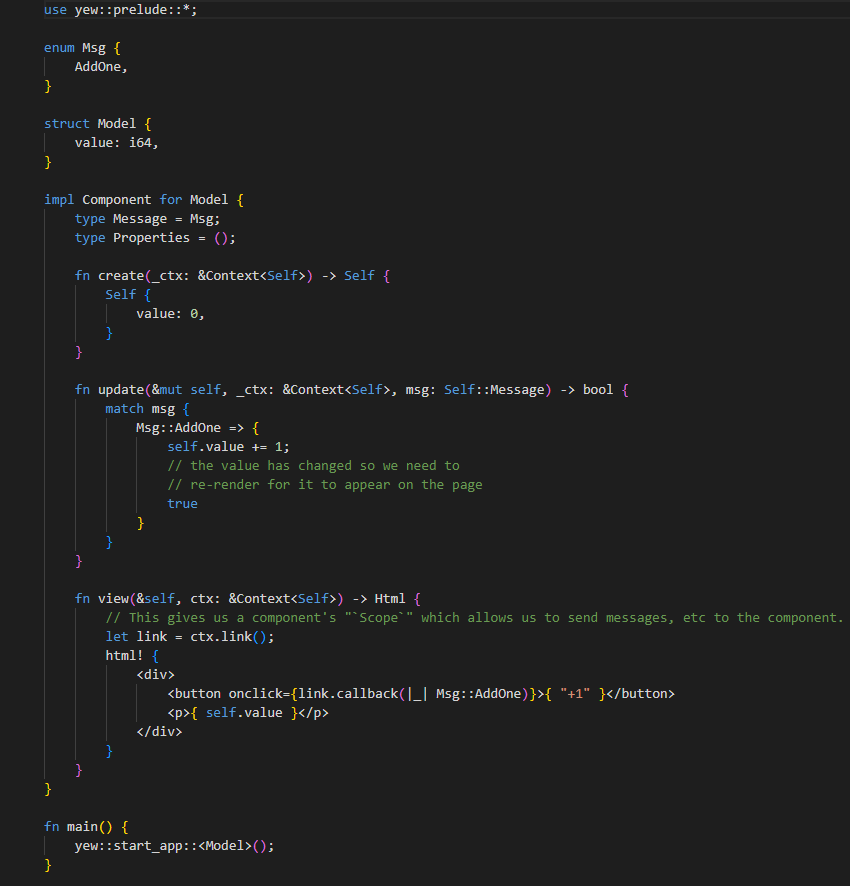 use yew::prelude::*;

enum Msg {
    AddOne,
}

struct Model {
    value: i64,
}

impl Component for Model {
    type Message = Msg;
    type Properties = ();

    fn create(_ctx: &Context<Self>) -> Self {
        Self {
            value: 0,
        }
    }

    fn update(&mut self, _ctx: &Context<Self>, msg: Self::Message) -> bool {
        match msg {
            Msg::AddOne => {
                self.value += 1;
                // the value has changed so we need to
                // re-render for it to appear on the page
                true
            }
        }
    }

    fn view(&self, ctx: &Context<Self>) -> Html {
        // This gives us a component's "`Scope`" which allows us to send messages, etc to the component.
        let link = ctx.link();
        html! {
            <div>
                <button onclick={link.callback(|_| Msg::AddOne)}>{ "+1" }</button>
                <p>{ self.value }</p>
            </div>
        }
    }
}

fn main() {
    yew::start_app::<Model>();
}